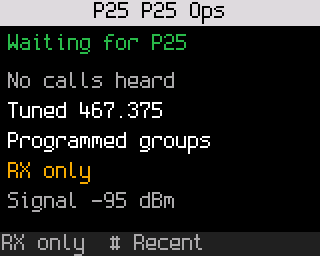 P25 P25 Ops
Waiting for P25
No calls heard
Tuned 467.375
Programmed groups
RX only
Signal -95 dBm
RX only # Recent